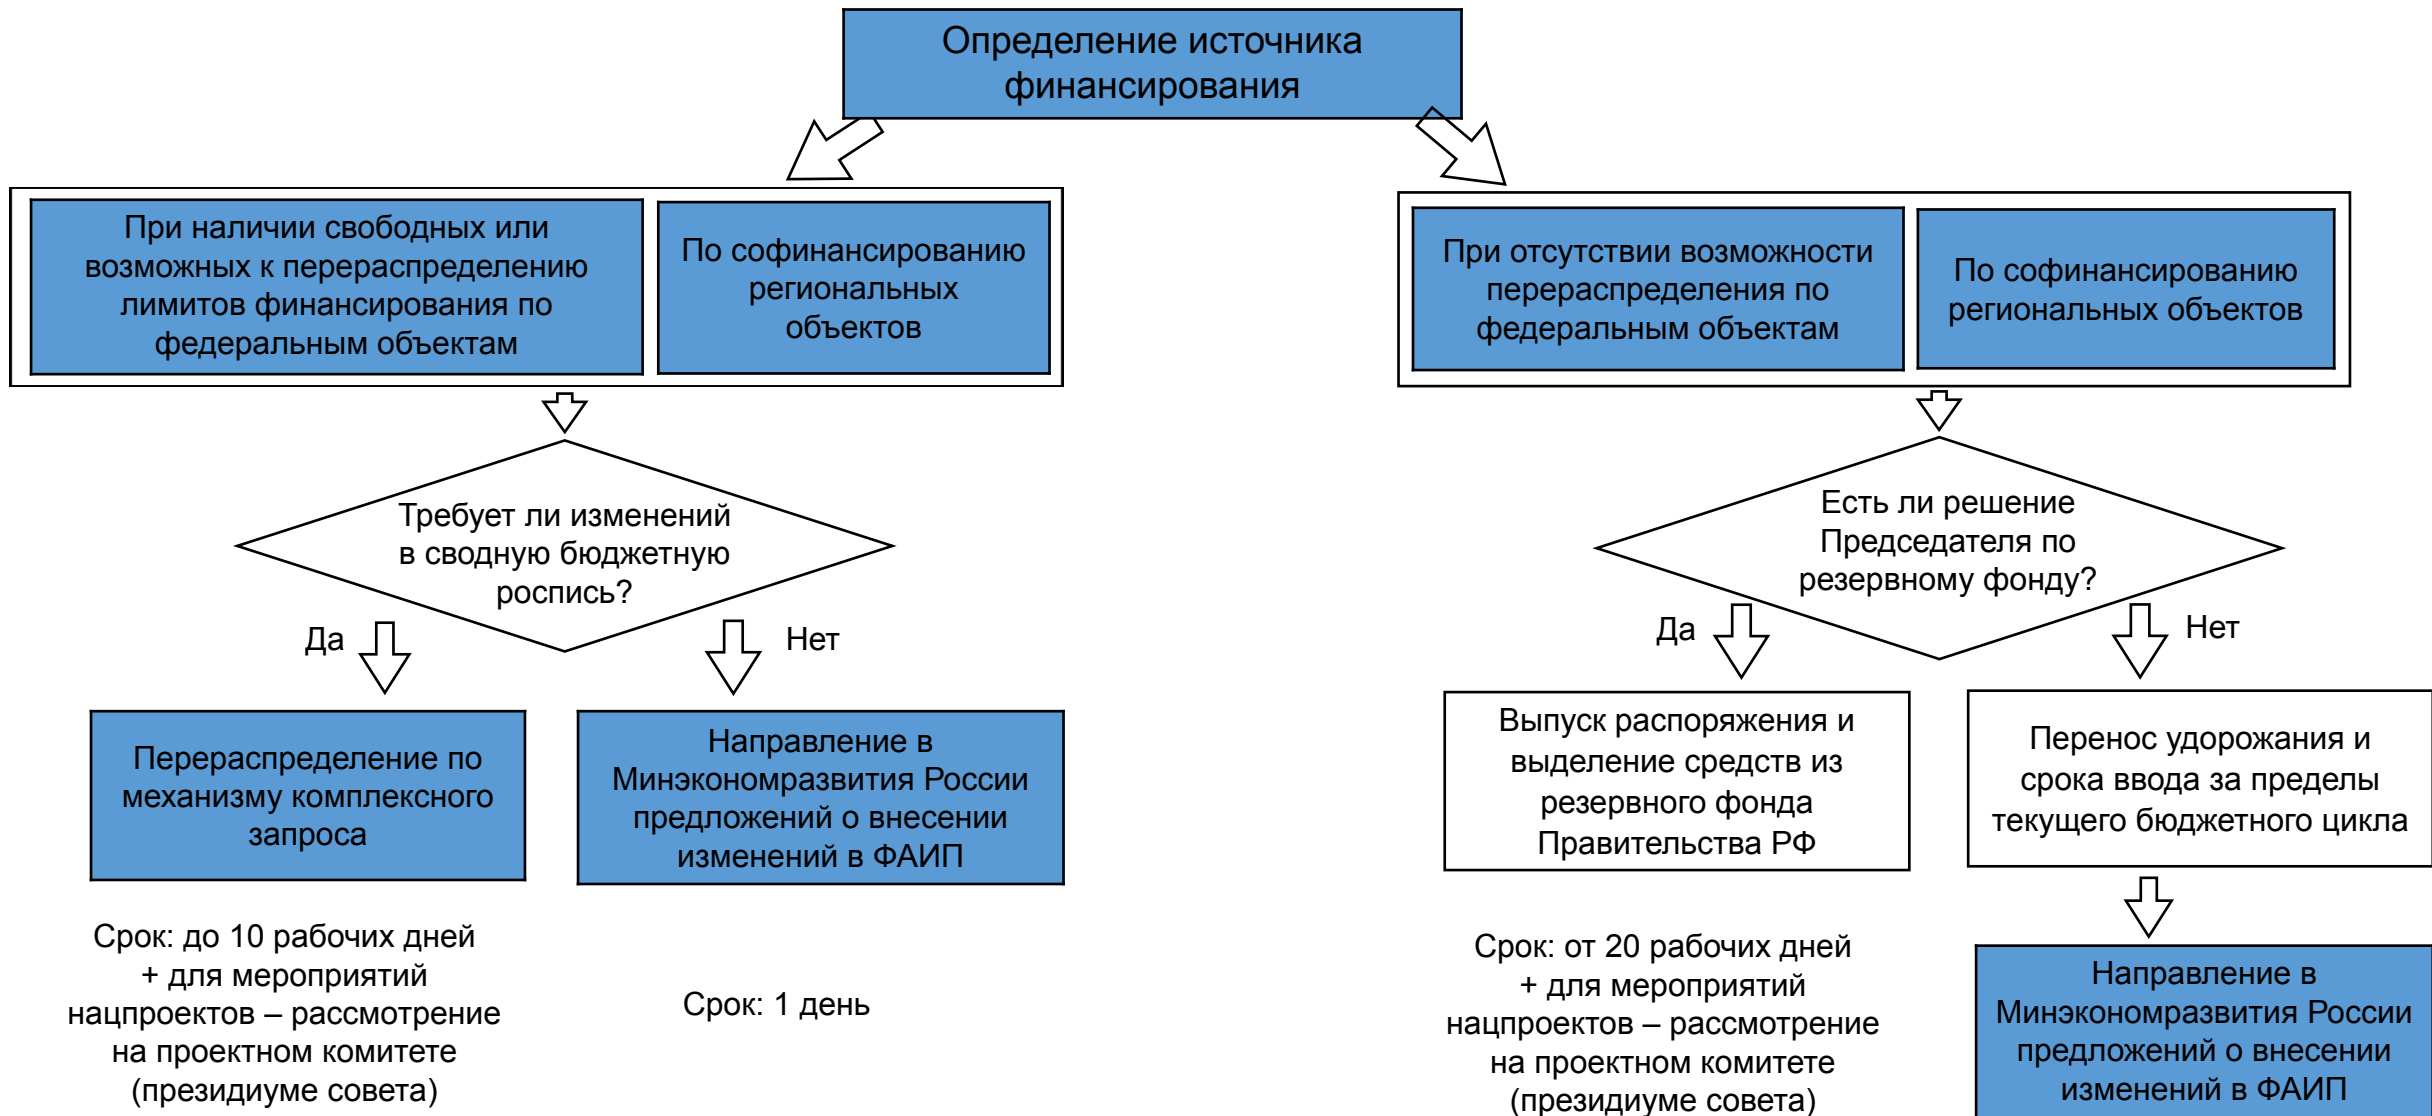 Определение источника
финансирования
При наличии свободных или
возможных к перераспределению
лимитов финансирования по
федеральным объектам
По софинансированию
региональных
объектов
При отсутствии возможности
перераспределения по
федеральным объектам
По софинансированию
региональных объектов
Требует ли изменений
в сводную бюджетную
роспись?
Есть ли решение
Председателя по
резервному фонду?
Да
Нет
Да
Нет
Перераспределение по
механизму комплексного
запроса
Направление в
Минэкономразвития России
предложений о внесении
изменений в ФАИП
Выпуск распоряжения и
выделение средств из
резервного фонда
Правительства РФ
Перенос удорожания и
срока ввода за пределы
текущего бюджетного цикла
Срок: до 10 рабочих дней
+ для мероприятий
нацпроектов – рассмотрение
на проектном комитете
(президиуме совета)
Срок: 1 день
Срок: от 20 рабочих дней
+ для мероприятий
нацпроектов – рассмотрение
на проектном комитете
(президиуме совета)
Направление в
Минэкономразвития России
предложений о внесении
изменений в ФАИП